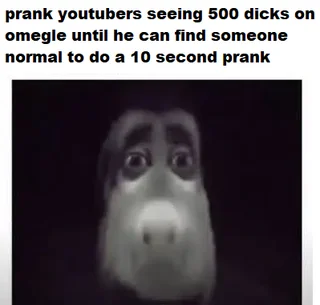 prank youtubers seeing 500 dicks on
omegle until he can find someone
normal to do a 10 second prank